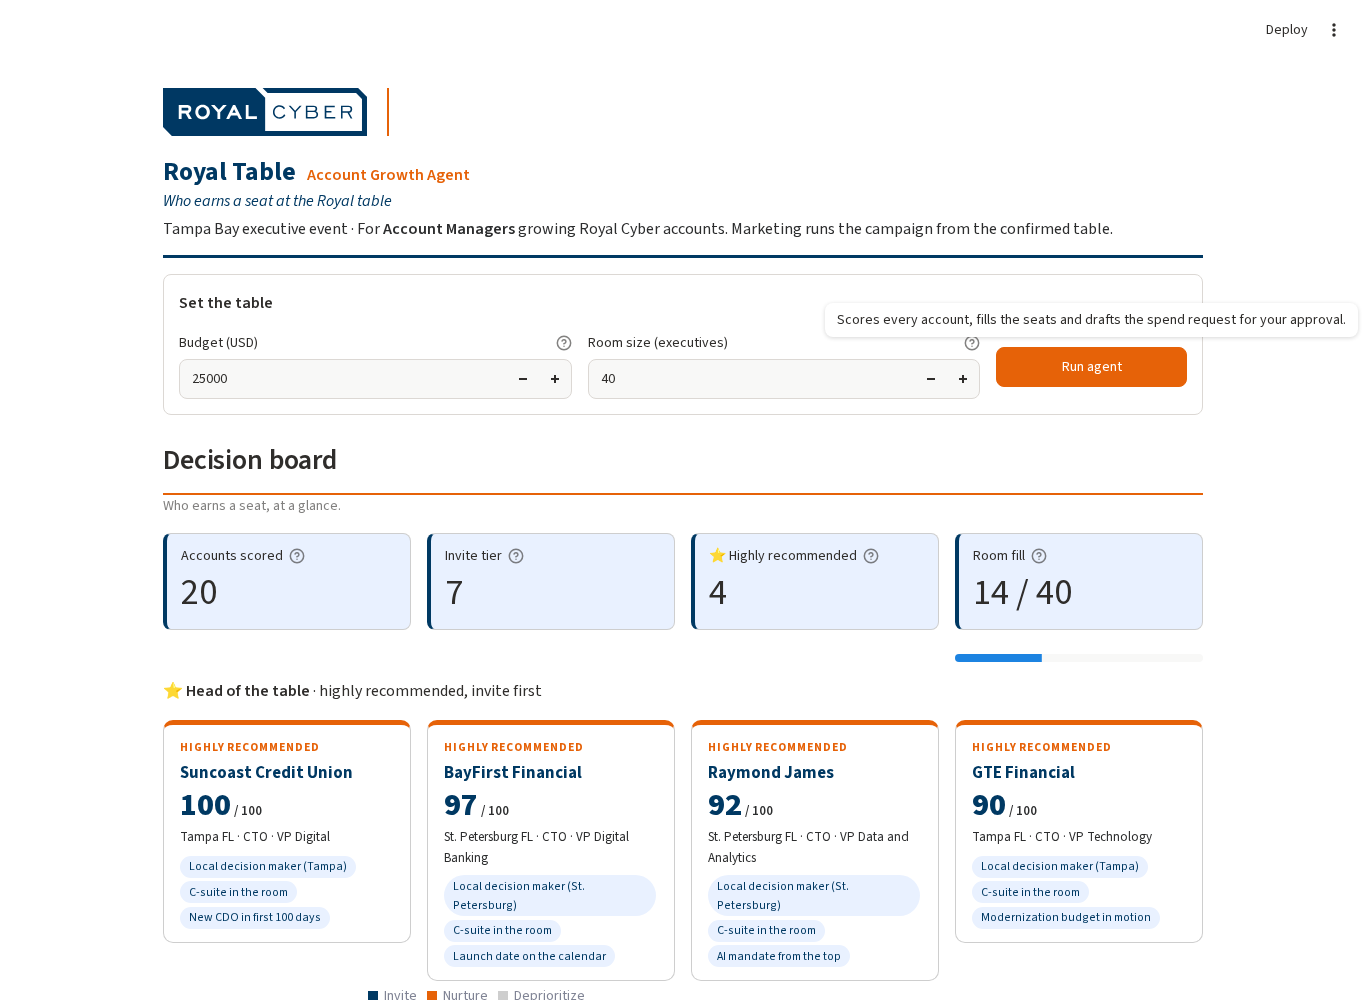 Deploy
ROYAL CYBER
Royal Table Account Growth Agent
Who earns a seat at the Royal table
Tampa Bay executive event · For Account Managers growing Royal Cyber accounts. Marketing runs the campaign from the confirmed table.
Set the table
Scores every account, fills the seats and drafts the spend request for your approval.
Budget (USD)
Room size (executives)
25000
40
Run agent
Decision board
Who earns a seat, at a glance.
Accounts scored
20
Invite tier
7
⭐ Highly recommended
4
Room fill
14 / 40
⭐ Head of the table · highly recommended, invite first
HIGHLY RECOMMENDED
Suncoast Credit Union
100 / 100
Tampa FL · CTO · VP Digital
Local decision maker (Tampa)
C-suite in the room
New CDO in first 100 days
HIGHLY RECOMMENDED
BayFirst Financial
97 / 100
St. Petersburg FL · CTO · VP Digital
Banking
Local decision maker (St.
Petersburg)
C-suite in the room
Launch date on the calendar
HIGHLY RECOMMENDED
Raymond James
92 / 100
St. Petersburg FL · CTO · VP Data and
Analytics
Local decision maker (St.
Petersburg)
C-suite in the room
AI mandate from the top
HIGHLY RECOMMENDED
GTE Financial
90 / 100
Tampa FL · CTO · VP Technology
Local decision maker (Tampa)
C-suite in the room
Modernization budget in motion
Invite Nurture Deprioritize